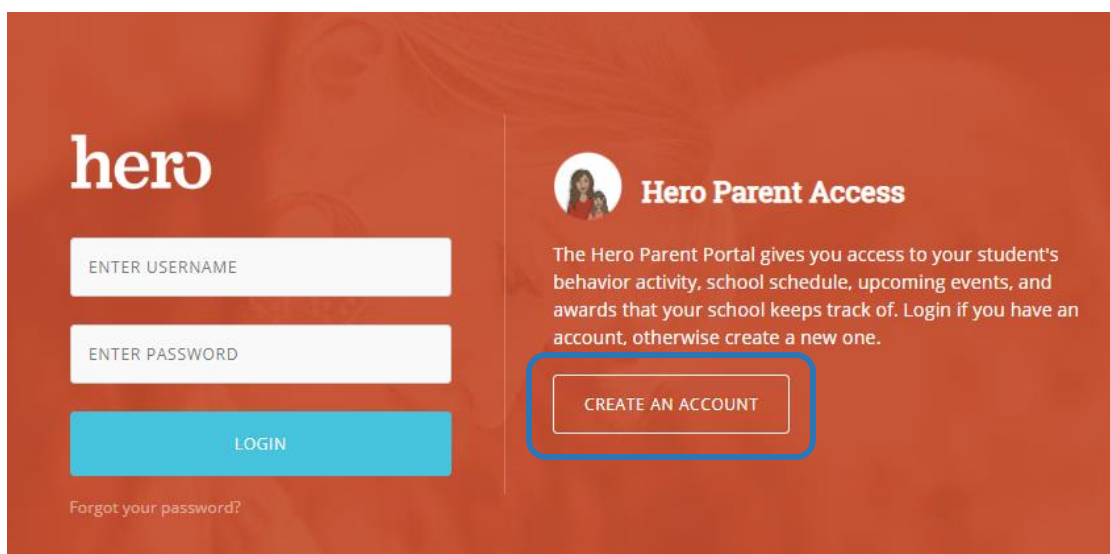 hero
ENTER USERNAME
ENTER PASSWORD
LOGIN
Forgot your password?
Hero Parent Access
The Hero Parent Portal gives you access to your student's
behavior activity, school schedule, upcoming events, and
awards that your school keeps track of. Login if you have an
account, otherwise create a new one.
CREATE AN ACCOUNT